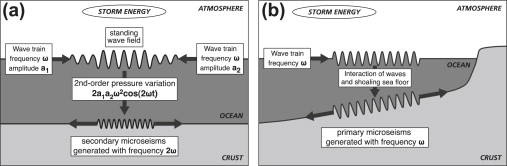 (a)
STORM ENERGY
ATMOSPHERE
standing
wave field
Wave train
frequency ω
amplitude a₁
Wave train
frequency ω
amplitude a₂
2nd-order pressure variation
2a₁a₂ω²cos(2ωt)
OCEAN
secondary microseisms
generated with frequency 2ω
CRUST
(b)
STORM ENERGY
ATMOSPHERE
Wave train
frequency ω
OCEAN
Interaction of waves
and shoaling sea floor
primary microseisms
generated with frequency ω
CRUST